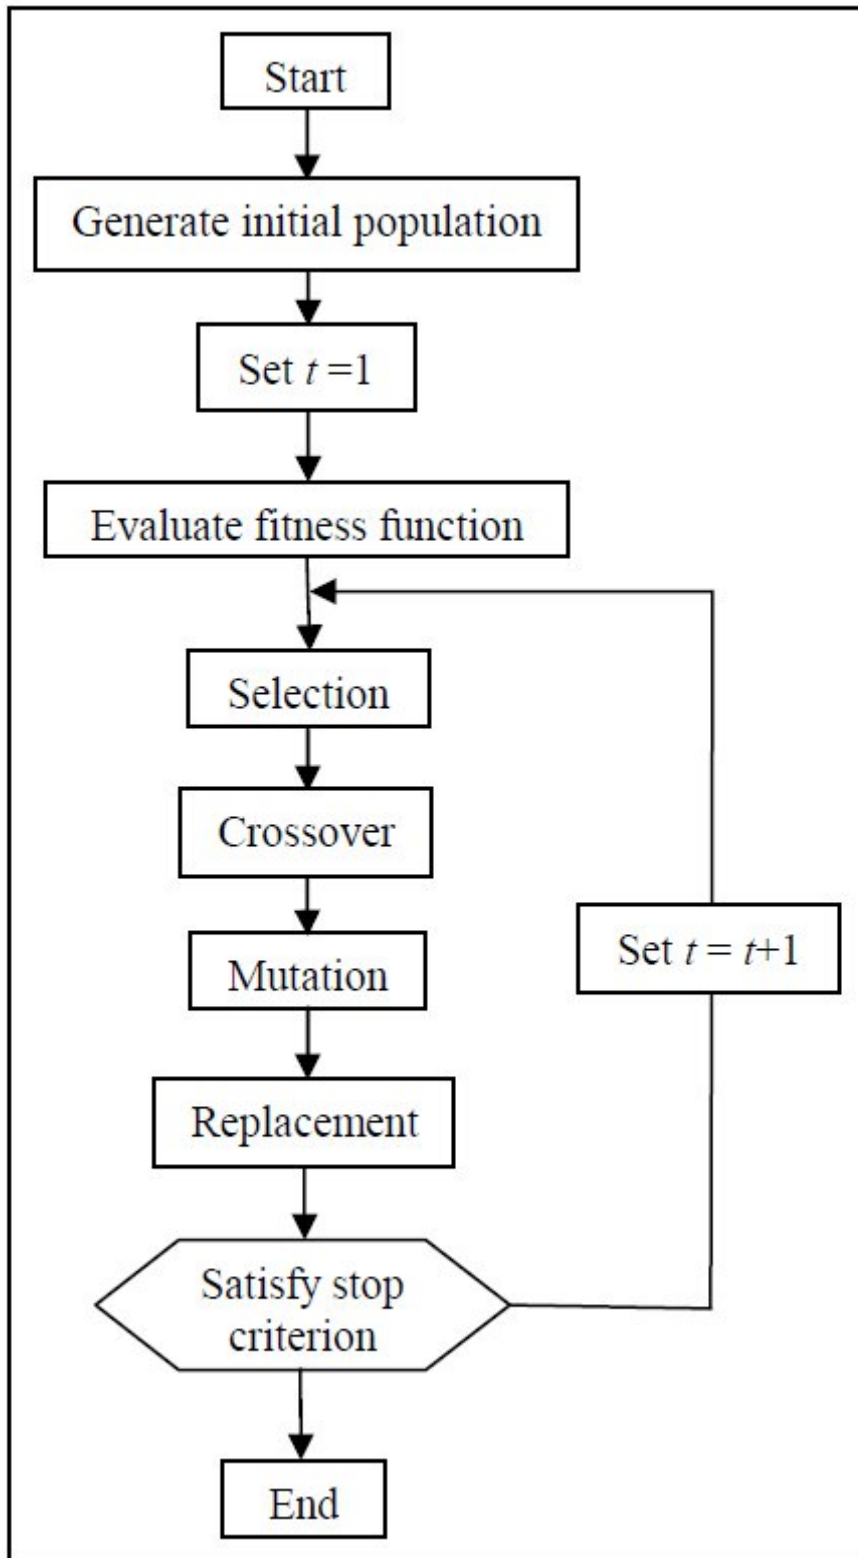 Start
Generate initial population
Set t =1
Evaluate fitness function
Selection
Crossover
Mutation
Set t = t+1
Replacement
Satisfy stop
criterion
End